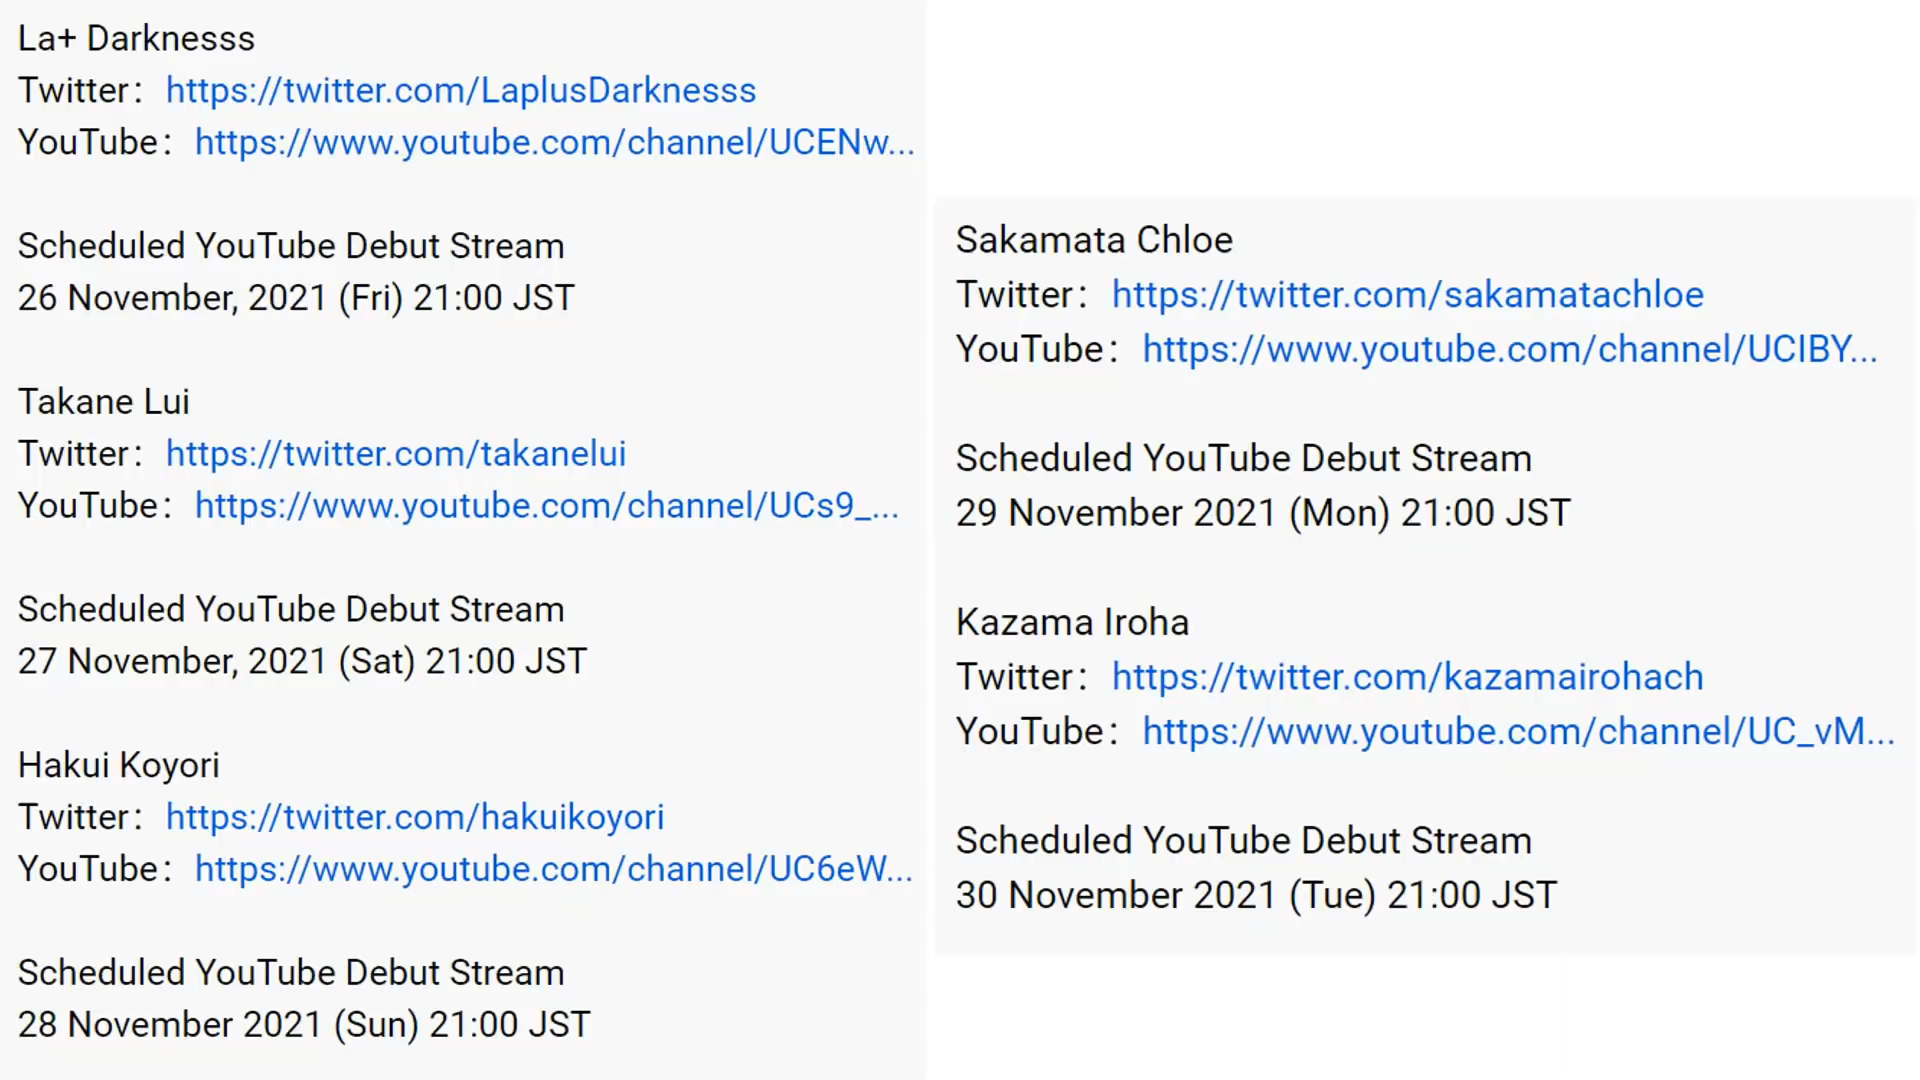 La+ Darknesss
Twitter： https://twitter.com/LaplusDarknesss
YouTube： https://www.youtube.com/channel/UCENw...
Scheduled YouTube Debut Stream
26 November, 2021 (Fri) 21:00 JST
Takane Lui
Twitter： https://twitter.com/takanelui
YouTube： https://www.youtube.com/channel/UCs9_...
Scheduled YouTube Debut Stream
27 November, 2021 (Sat) 21:00 JST
Hakui Koyori
Twitter： https://twitter.com/hakuikoyori
YouTube： https://www.youtube.com/channel/UC6eW...
Scheduled YouTube Debut Stream
28 November 2021 (Sun) 21:00 JST
Sakamata Chloe
Twitter： https://twitter.com/sakamatachloe
YouTube： https://www.youtube.com/channel/UCIBY...
Scheduled YouTube Debut Stream
29 November 2021 (Mon) 21:00 JST
Kazama Iroha
Twitter： https://twitter.com/kazamairohach
YouTube： https://www.youtube.com/channel/UC_vM...
Scheduled YouTube Debut Stream
30 November 2021 (Tue) 21:00 JST